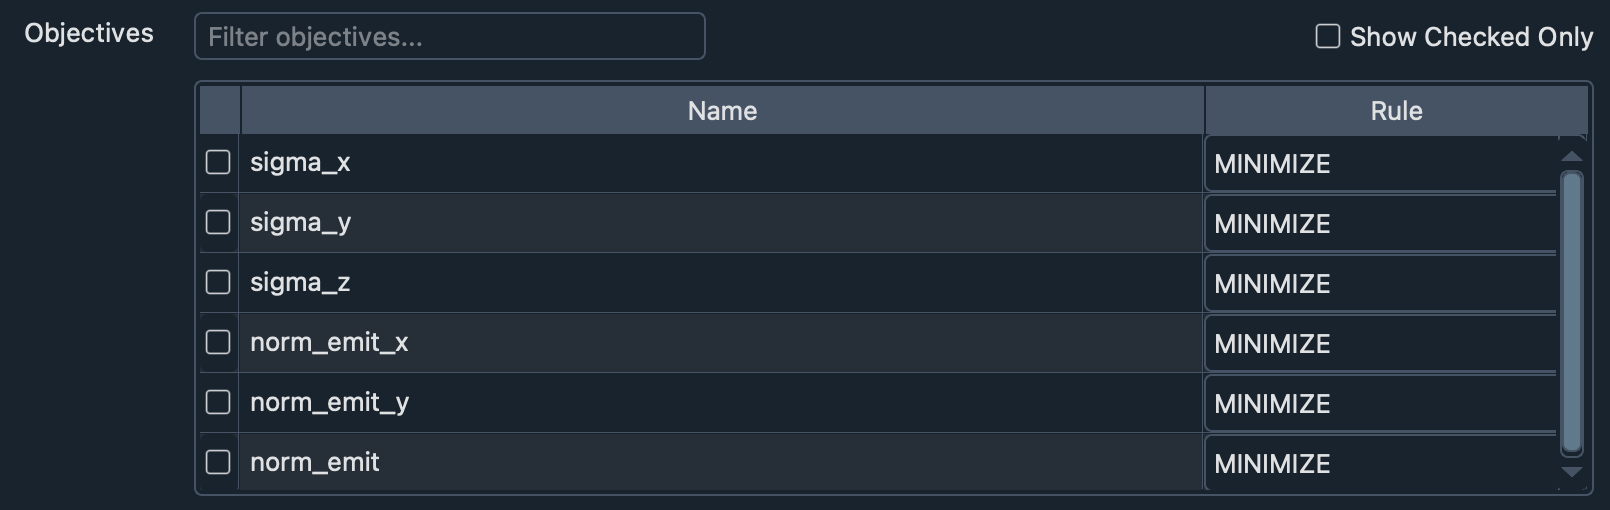 Objectives
Filter objectives...
Show Checked Only
Name Rule
sigma_x MINIMIZE
sigma_y MINIMIZE
sigma_z MINIMIZE
norm_emit_x MINIMIZE
norm_emit_y MINIMIZE
norm_emit MINIMIZE